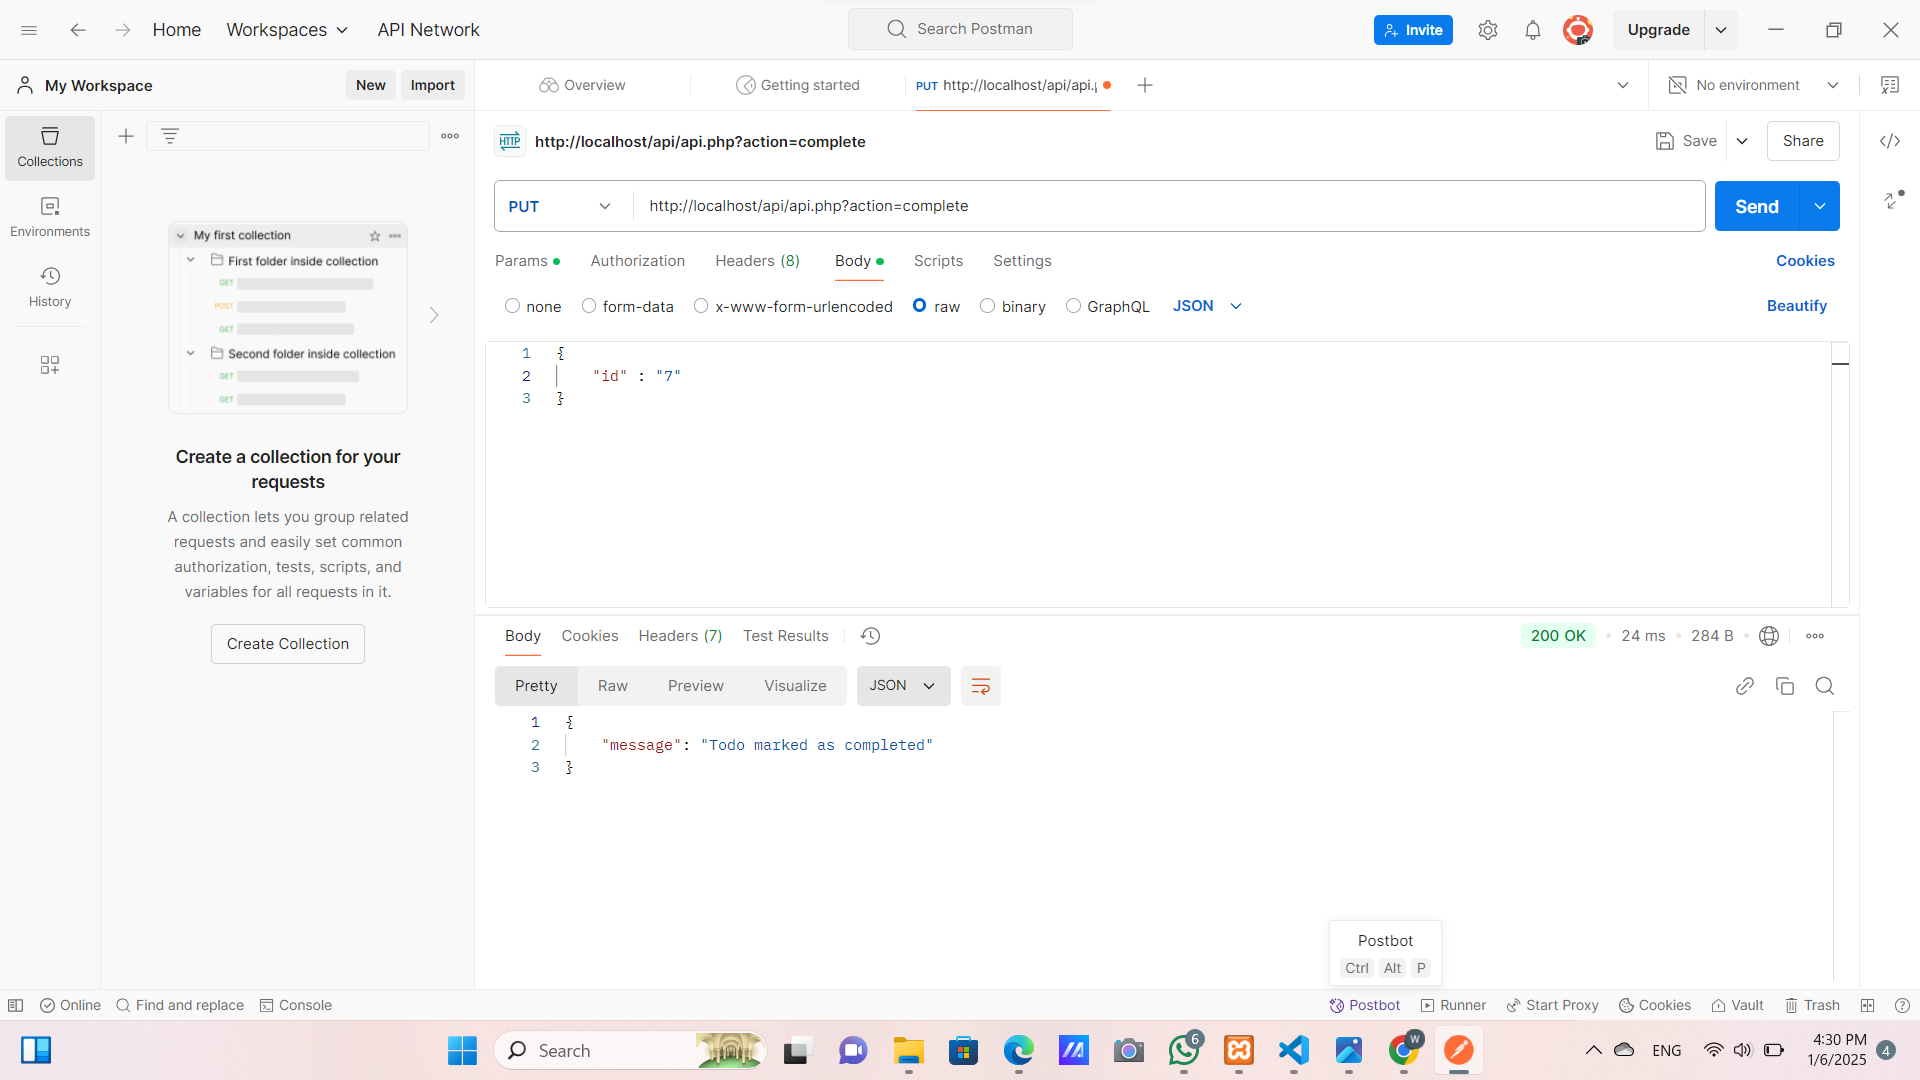 Home
Workspaces
API Network
Search Postman
Invite
Upgrade
My Workspace
New
Import
Overview
Getting started
PUT http://localhost/api/api.p
No environment
Collections
Environments
History
My first collection
First folder inside collection
GET
POST
GET
Second folder inside collection
GET
GET
Create a collection for your
requests
A collection lets you group related
requests and easily set common
authorization, tests, scripts, and
variables for all requests in it.
Create Collection
HTTP
http://localhost/api/api.php?action=complete
Save
Share
PUT
http://localhost/api/api.php?action=complete
Send
Params
Authorization
Headers (8)
Body
Scripts
Settings
Cookies
none
form-data
x-www-form-urlencoded
raw
binary
GraphQL
JSON
Beautify
1 {
2 "id" : "7"
3 }
Body
Cookies
Headers (7)
Test Results
200 OK
24 ms
284 B
Pretty
Raw
Preview
Visualize
JSON
1 {
2 "message": "Todo marked as completed"
3 }
Postbot
Ctrl Alt P
Online
Find and replace
Console
Postbot
Runner
Start Proxy
Cookies
Vault
Trash
Search
6
W
ENG
4:30 PM
1/6/2025
4